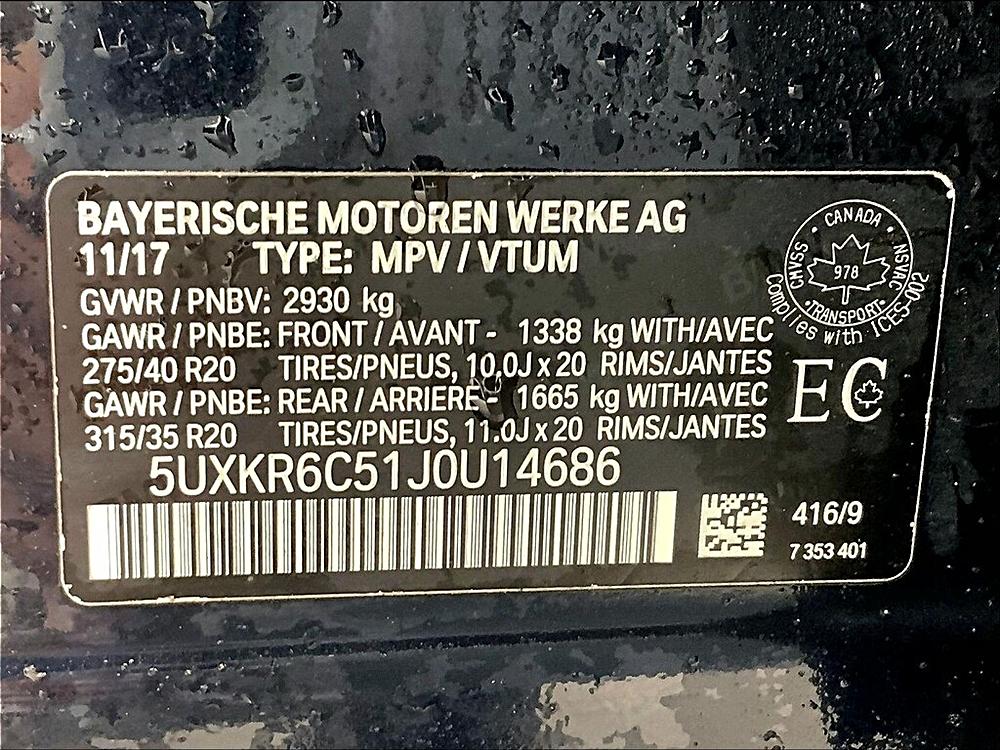 BAYERISCHE MOTOREN WERKE AG
11/17 TYPE: MPV / VTUM
GVWR / PNBV: 2930 kg
GAWR / PNBE: FRONT / AVANT - 1338 kg WITH/AVEC
275/40 R20 TIRES/PNEUS, 10.0J x 20 RIMS/JANTES
GAWR / PNBE: REAR / ARRIERE - 1665 kg WITH/AVEC
315/35 R20 TIRES/PNEUS, 11.0J x 20 RIMS/JANTES
5UXKR6C51J0U14686
CANADA
CMVSS
978
NSVAC
TRANSPORT
Complies with ICES-002
EC
416/9
7 353 401